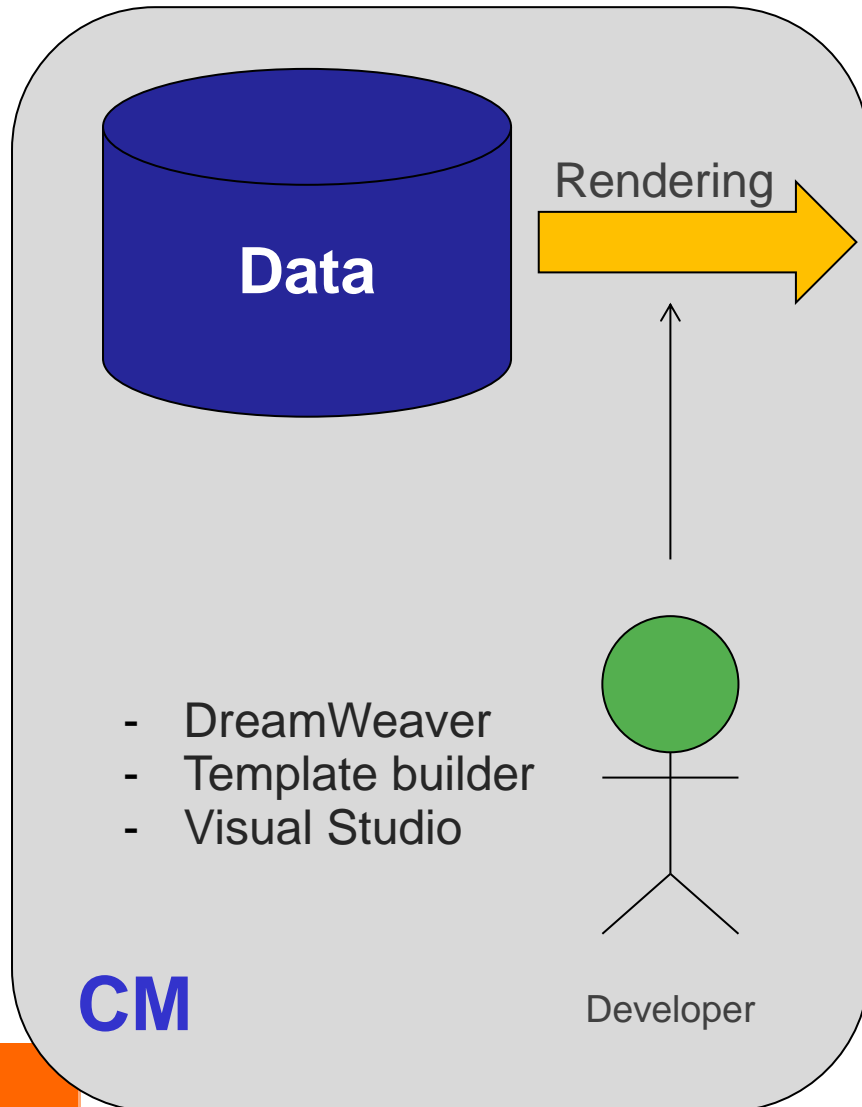 Rendering
Data
- DreamWeaver
- Template builder
- Visual Studio
CM
Developer